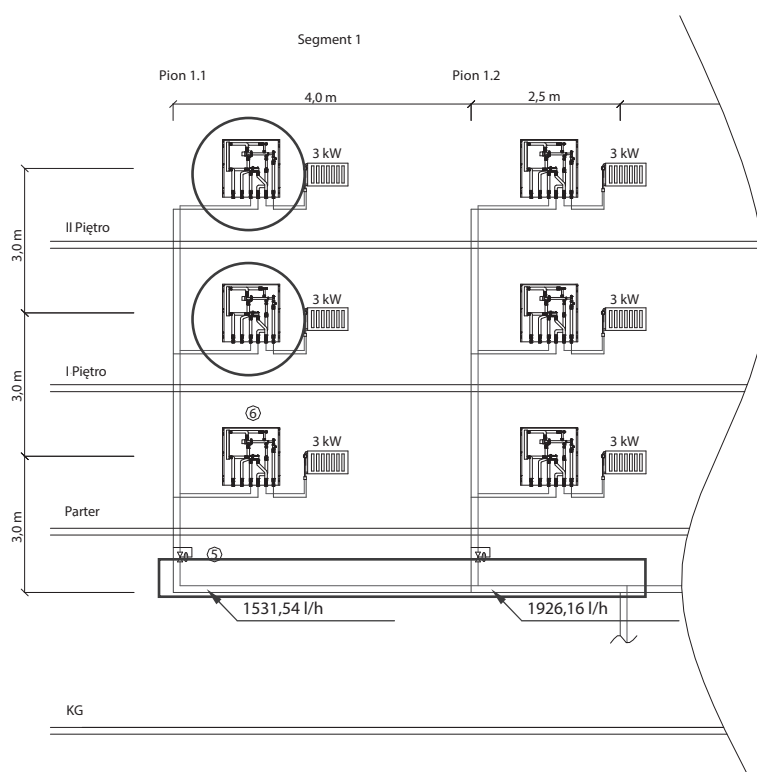 Segment 1
Pion 1.1
Pion 1.2
4,0 m
2,5 m
3 kW
3 kW
3,0 m
II Piętro
3 kW
3 kW
3,0 m
I Piętro
6
3 kW
3 kW
3,0 m
Parter
5
1531,54 l/h
1926,16 l/h
KG